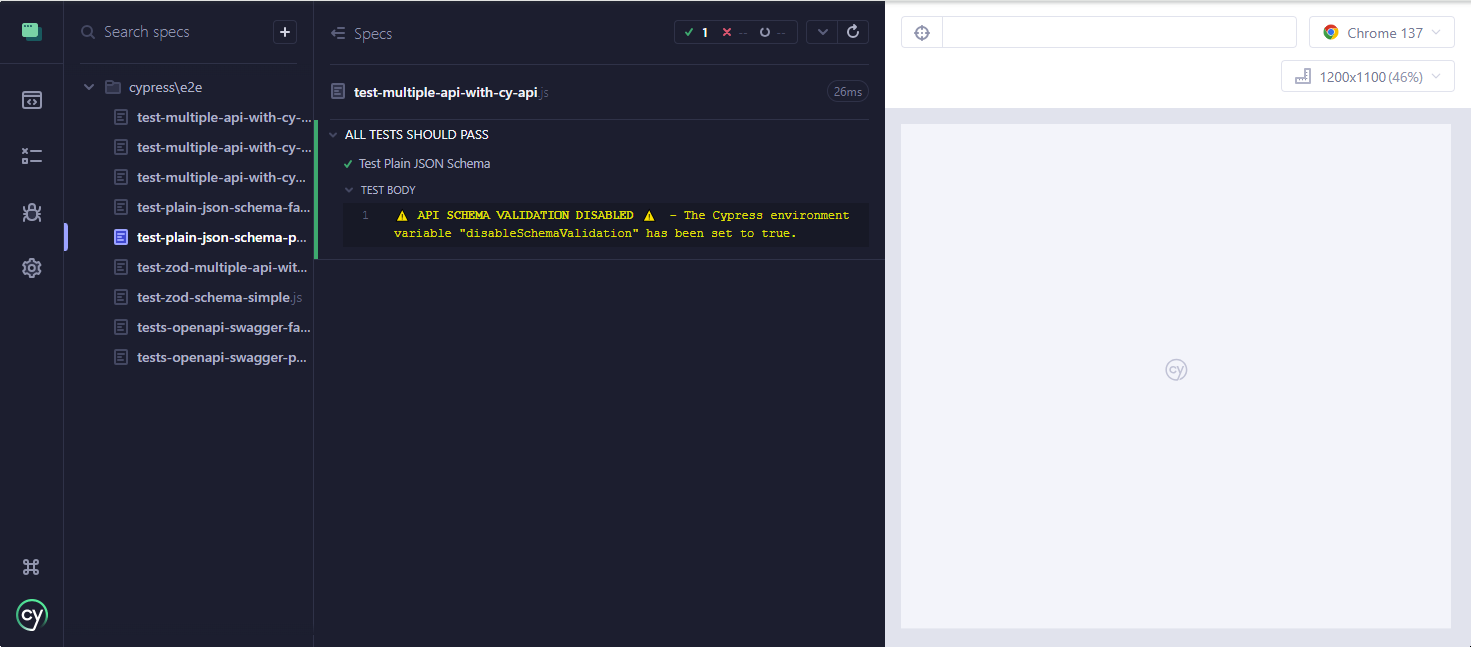 Search specs
+
cypress\e2e
test-multiple-api-with-cy-...
test-multiple-api-with-cy-...
test-multiple-api-with-cy...
test-plain-json-schema-fa...
test-plain-json-schema-p...
test-zod-multiple-api-wit...
test-zod-schema-simple.js
tests-openapi-swagger-fa...
tests-openapi-swagger-p...
cy
Specs
1 -- --
test-multiple-api-with-cy-api.js
26ms
ALL TESTS SHOULD PASS
Test Plain JSON Schema
TEST BODY
1 ⚠ API SCHEMA VALIDATION DISABLED ⚠ - The Cypress environment
variable "disableSchemaValidation" has been set to true.
Chrome 137
1200x1100 (46%)
cy